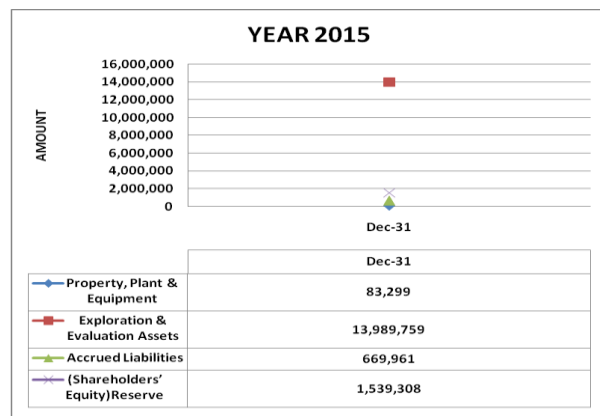 YEAR 2015
AMOUNT
16,000,000
14,000,000
12,000,000
10,000,000
8,000,000
6,000,000
4,000,000
2,000,000
0
Dec-31
Dec-31
Property, Plant &
Equipment
83,299
Exploration &
Evaluation Assets
13,989,759
Accrued Liabilities
669,961
(Shareholders'
Equity)Reserve
1,539,308